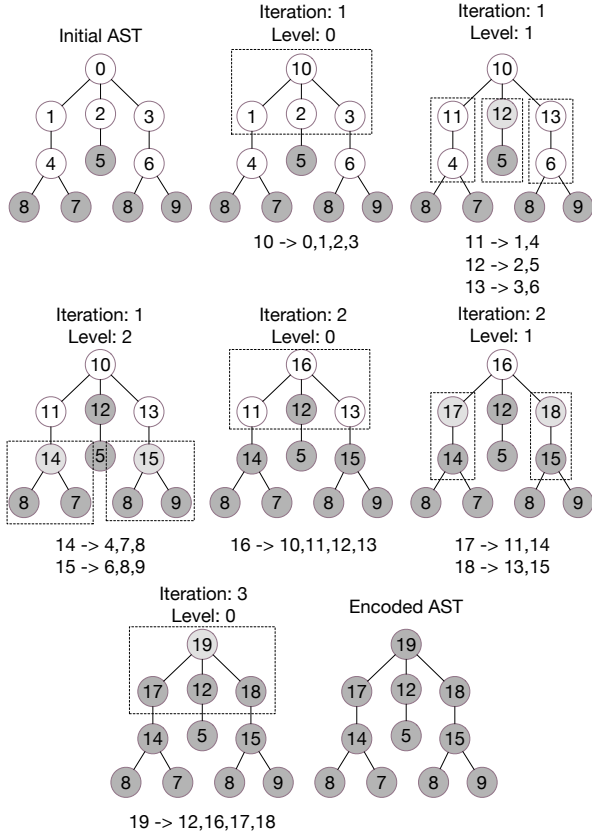 Initial AST
0
1 2 3
4 5 6
8 7 8 9
Iteration: 1
Level: 0
10
1 2 3
4 5 6
8 7 8 9
10 -> 0,1,2,3
Iteration: 1
Level: 1
10
11 12 13
4 5 6
8 7 8 9
11 -> 1,4
12 -> 2,5
13 -> 3,6
Iteration: 1
Level: 2
10
11 12 13
14 5 15
8 7 8 9
14 -> 4,7,8
15 -> 6,8,9
Iteration: 2
Level: 0
16
11 12 13
14 5 15
8 7 8 9
16 -> 10,11,12,13
Iteration: 2
Level: 1
16
17 12 18
14 5 15
8 7 8 9
17 -> 11,14
18 -> 13,15
Iteration: 3
Level: 0
19
17 12 18
14 5 15
8 7 8 9
19 -> 12,16,17,18
Encoded AST
19
17 12 18
14 5 15
8 7 8 9